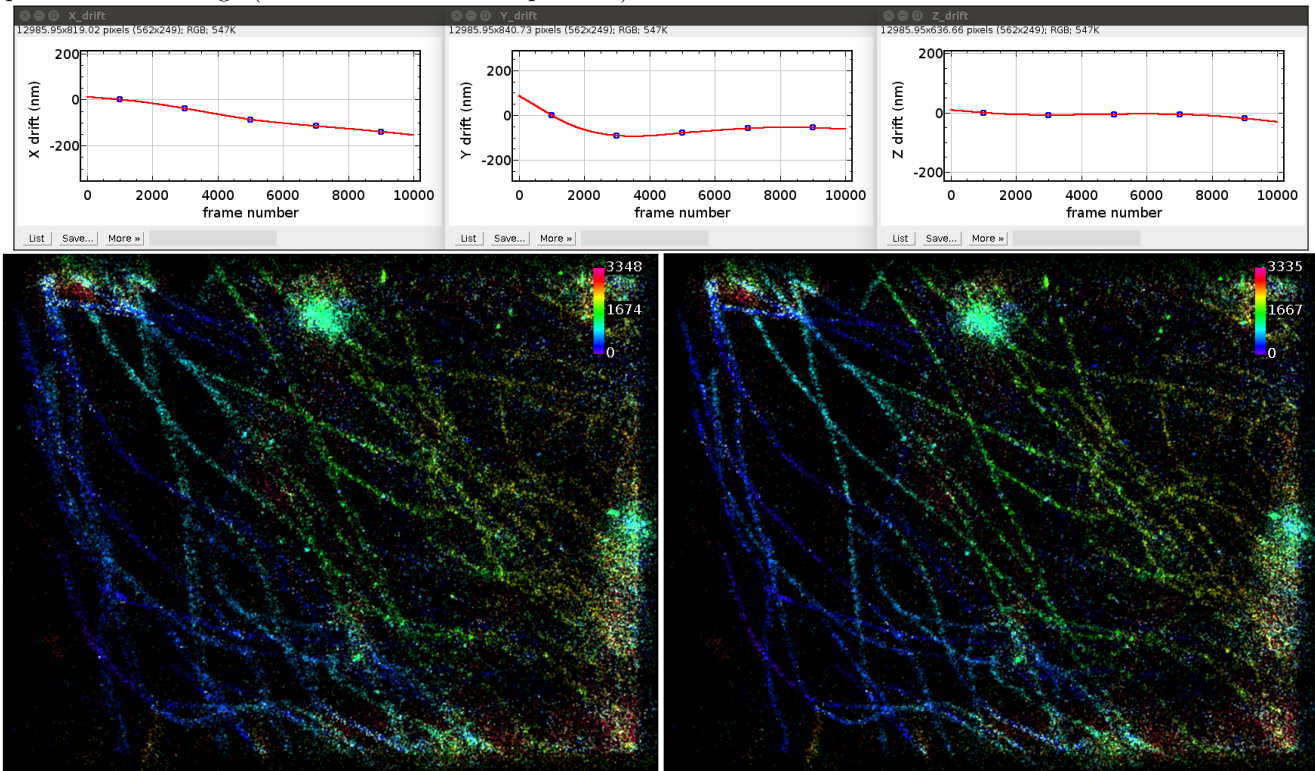 X_drift
12985.95x819.02 pixels (562x249); RGB; 547K
200
0
-200
X drift (nm)
0 2000 4000 6000 8000 10000
frame number
List Save... More »
Y_drift
12985.95x840.73 pixels (562x249); RGB; 547K
200
0
-200
Y drift (nm)
0 2000 4000 6000 8000 10000
frame number
List Save... More »
Z_drift
12985.95x636.66 pixels (562x249); RGB; 547K
200
0
-200
Z drift (nm)
0 2000 4000 6000 8000 10000
frame number
List Save... More »
3348
1674
0
3335
1667
0